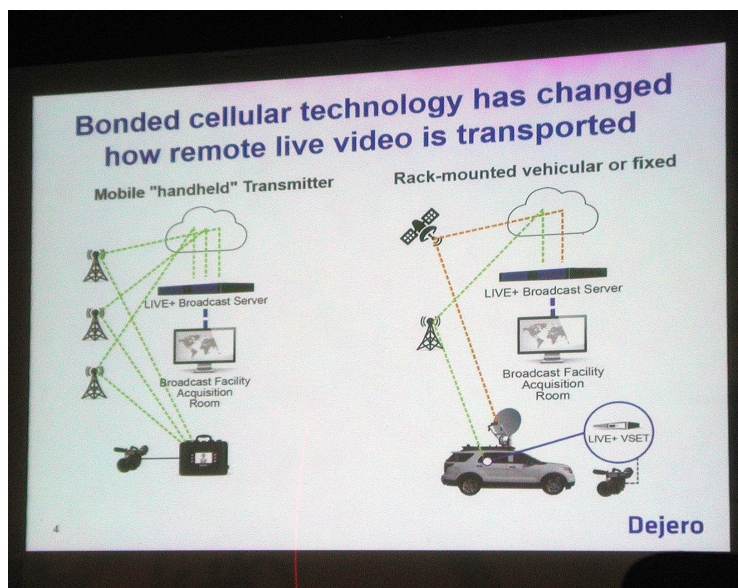 Bonded cellular technology has changed
how remote live video is transported
Mobile "handheld" Transmitter
LIVE+ Broadcast Server
Broadcast Facility
Acquisition
Room
Rack-mounted vehicular or fixed
LIVE+ Broadcast Server
Broadcast Facility
Acquisition
Room
LIVE+ VSET
4
Dejero